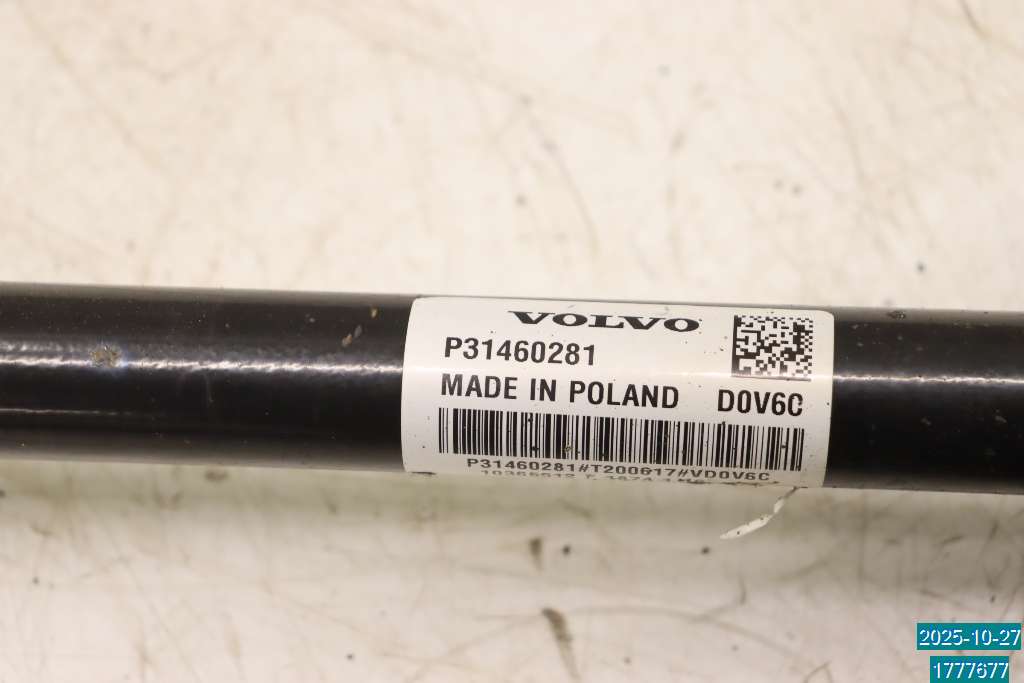 VOLVO
P31460281
MADE IN POLAND D0V6C
P31460281#T200617#VD0V6C
2025-10-27
1777677